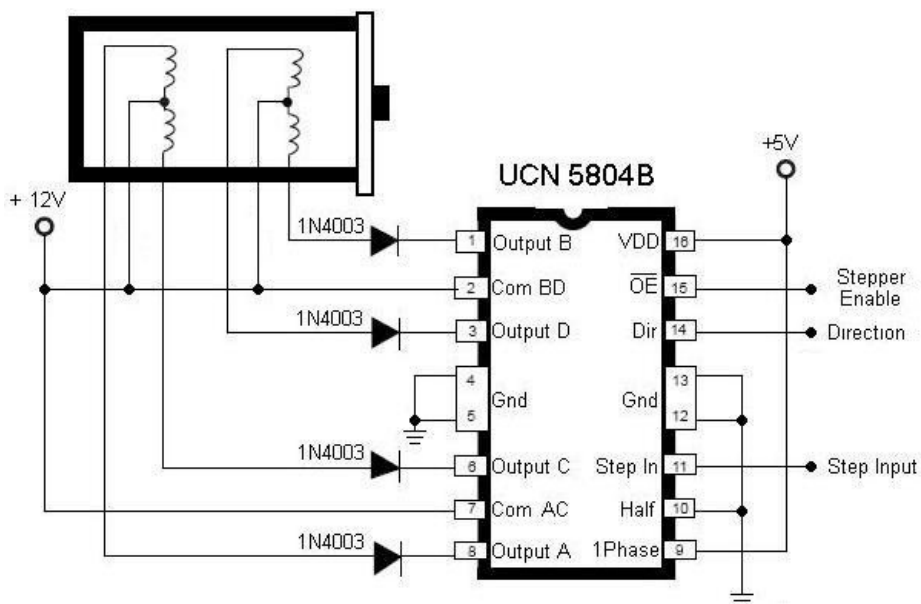 +5V
UCN 5804B
+ 12V
1N4003
1 Output B VDD 16
2 Com BD OE 15 Stepper
Enable
1N4003
3 Output D Dir 14 Direction
4 13
Gnd Gnd
5 12
1N4003
6 Output C Step In 11 Step Input
7 Com AC Half 10
1N4003
8 Output A 1Phase 9